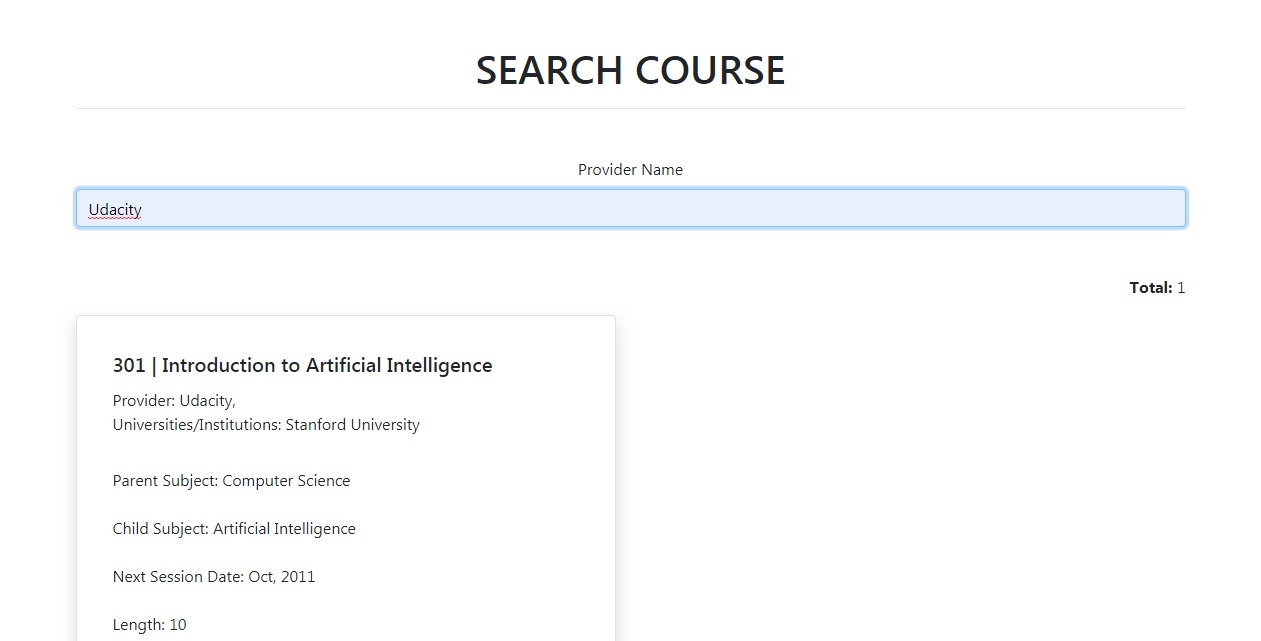 SEARCH COURSE
Provider Name
Udacity
Total: 1
301 | Introduction to Artificial Intelligence
Provider: Udacity,
Universities/Institutions: Stanford University
Parent Subject: Computer Science
Child Subject: Artificial Intelligence
Next Session Date: Oct, 2011
Length: 10